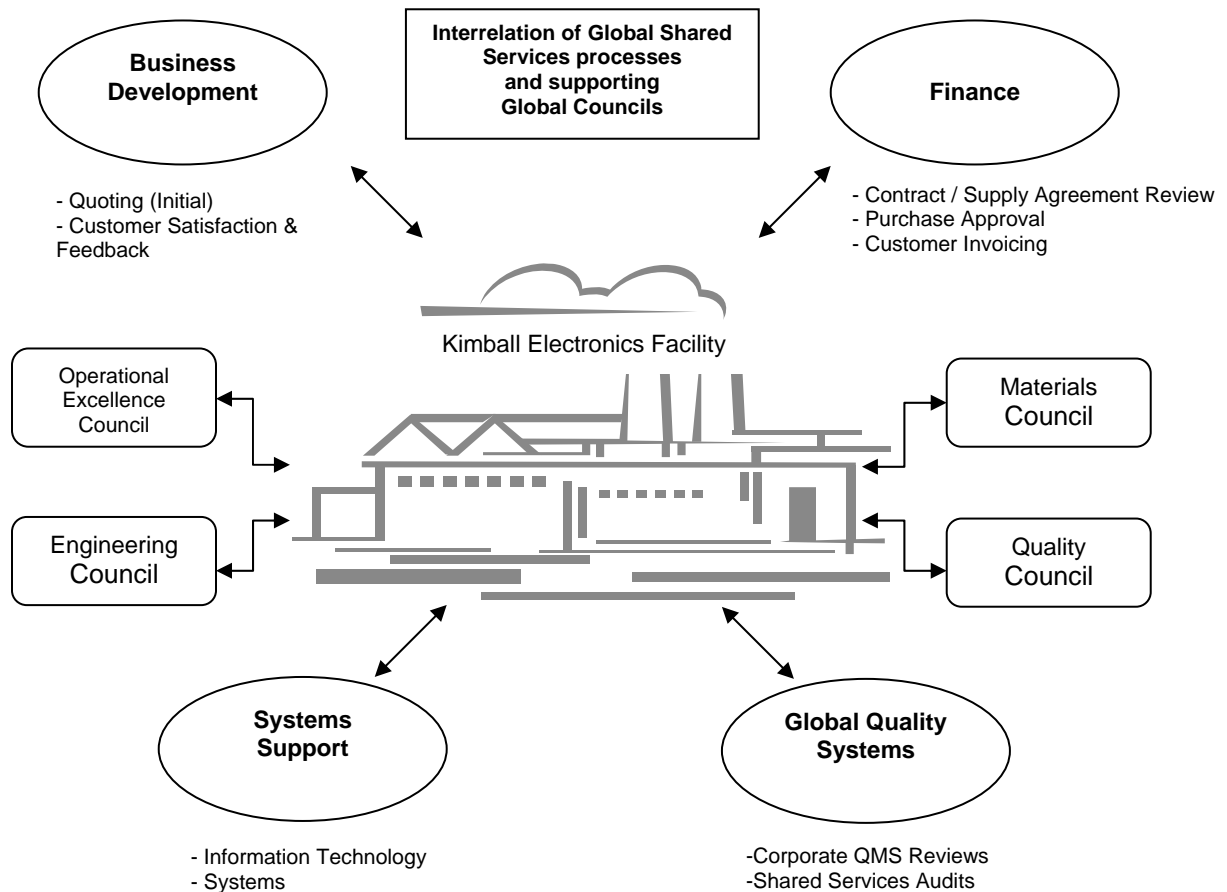 Business
Development
Interrelation of Global Shared
Services processes
and supporting
Global Councils
Finance
- Quoting (Initial)
- Customer Satisfaction &
Feedback
- Contract / Supply Agreement Review
- Purchase Approval
- Customer Invoicing
Kimball Electronics Facility
Operational
Excellence
Council
Materials
Council
Engineering
Council
Quality
Council
Systems
Support
Global Quality
Systems
- Information Technology
- Systems
-Corporate QMS Reviews
-Shared Services Audits